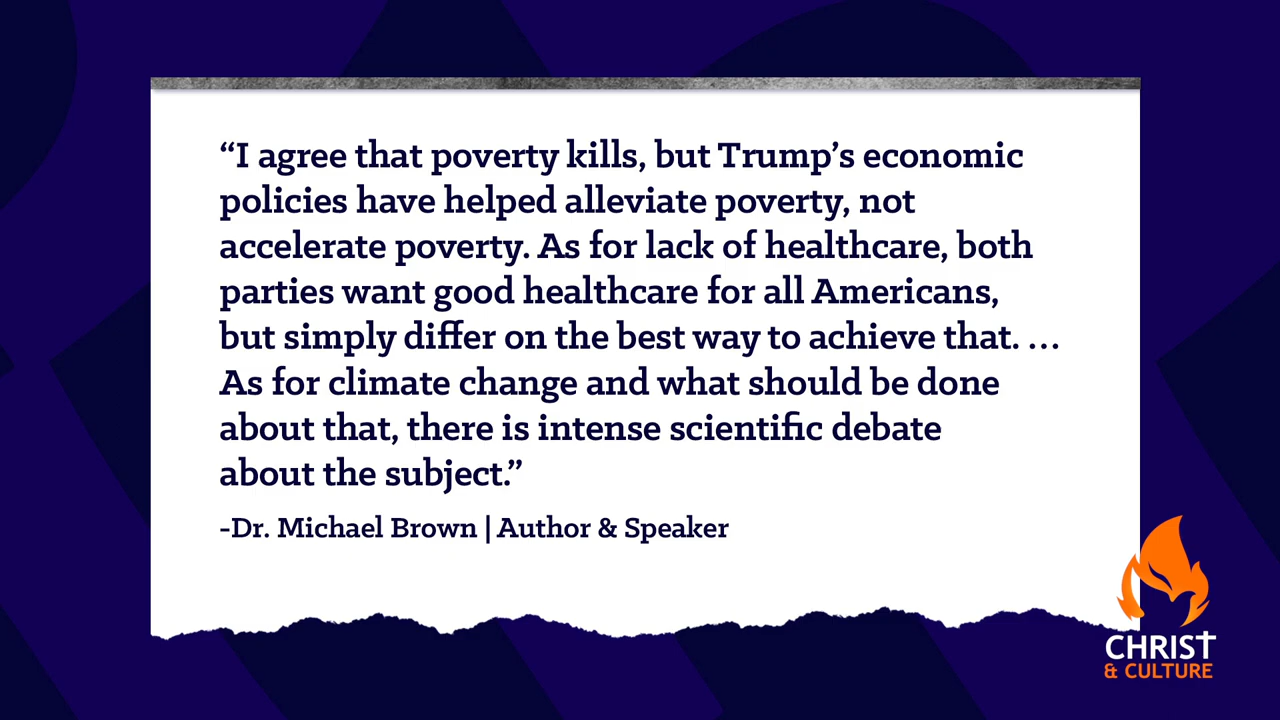 “I agree that poverty kills, but Trump’s economic
policies have helped alleviate poverty, not
accelerate poverty. As for lack of healthcare, both
parties want good healthcare for all Americans,
but simply differ on the best way to achieve that. …
As for climate change and what should be done
about that, there is intense scientific debate
about the subject.”
-Dr. Michael Brown | Author & Speaker
CHRIST
& CULTURE